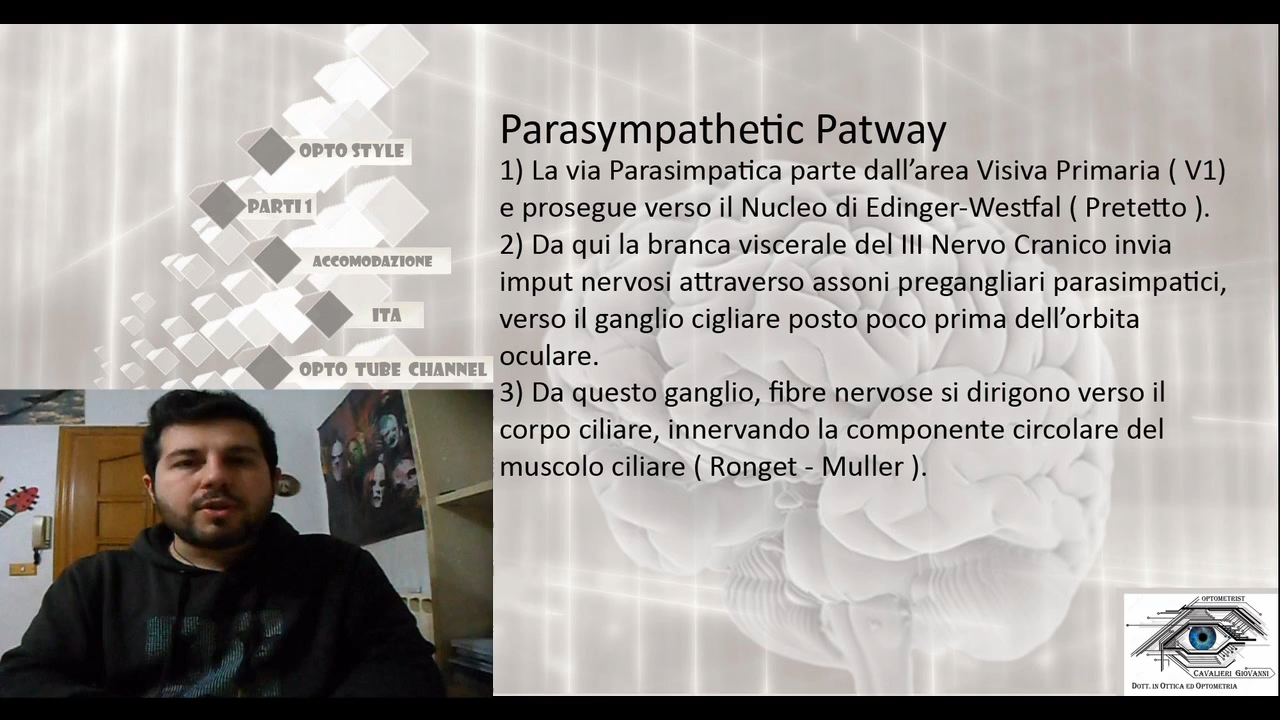 OPTO STYLE
PARTI 1
ACCOMODAZIONE
ITA
OPTO TUBE CHANNEL
Parasympathetic Patway
1) La via Parasimpatica parte dall’area Visiva Primaria ( V1)
e prosegue verso il Nucleo di Edinger-Westfal ( Pretetto ).
2) Da qui la branca viscerale del III Nervo Cranico invia
imput nervosi attraverso assoni pregangliari parasimpatici,
verso il ganglio cigliare posto poco prima dell’orbita
oculare.
3) Da questo ganglio, fibre nervose si dirigono verso il
corpo ciliare, innervando la componente circolare del
muscolo ciliare ( Ronget - Muller ).
OPTOMETRIST
CAVALIERI GIOVANNI
DOTT. IN OTTICA ED OPTOMETRIA